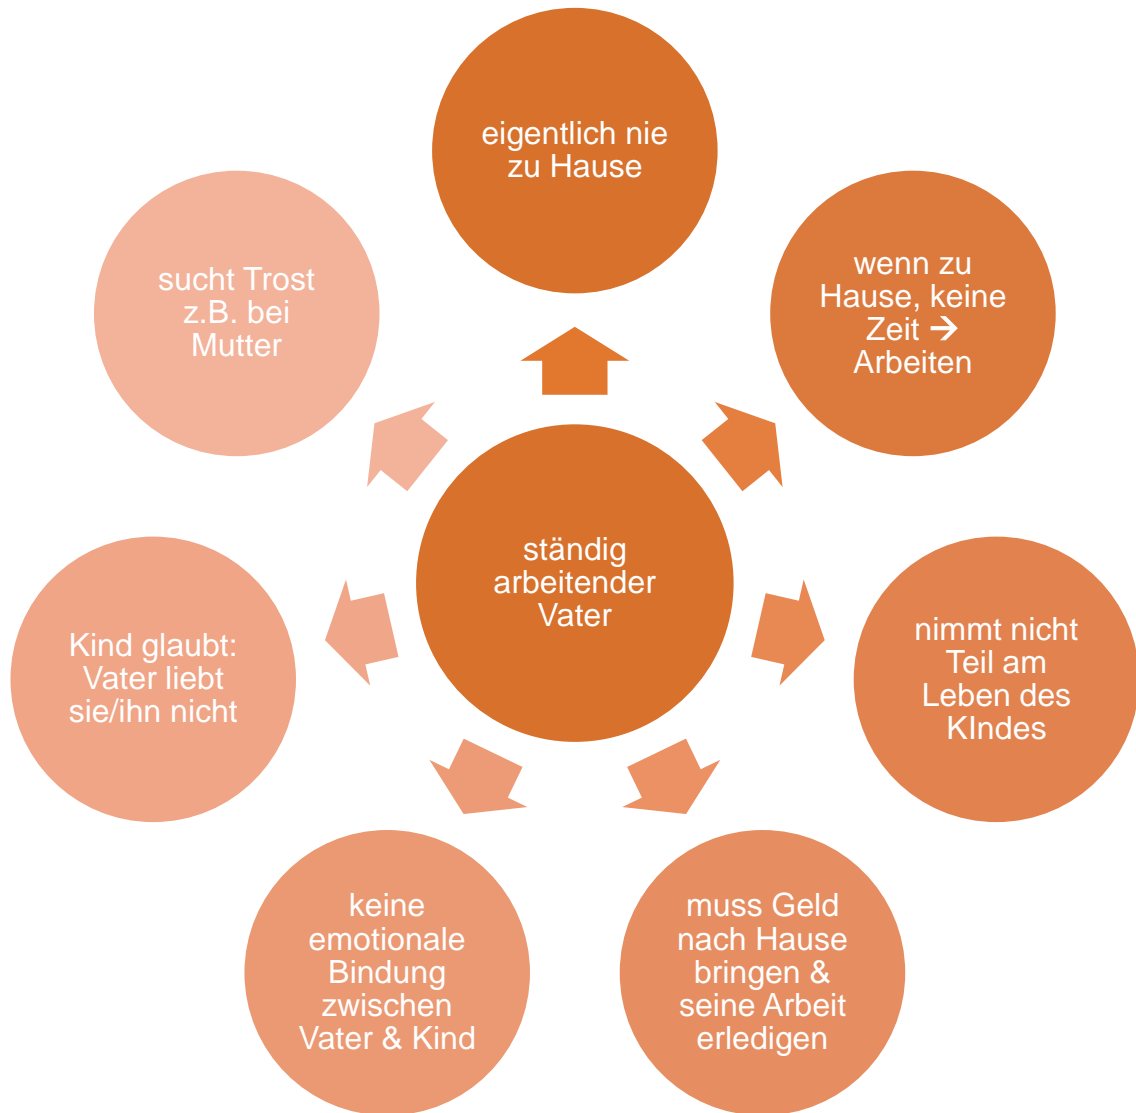 eigentlich nie
zu Hause
wenn zu
Hause, keine
Zeit →
Arbeiten
nimmt nicht
Teil am
Leben des
KIndes
muss Geld
nach Hause
bringen &
seine Arbeit
erledigen
keine
emotionale
Bindung
zwischen
Vater & Kind
Kind glaubt:
Vater liebt
sie/ihn nicht
sucht Trost
z.B. bei
Mutter
ständig
arbeitender
Vater